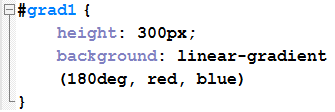 #grad1 {
height: 300px;
background: linear-gradient
(180deg, red, blue)
}